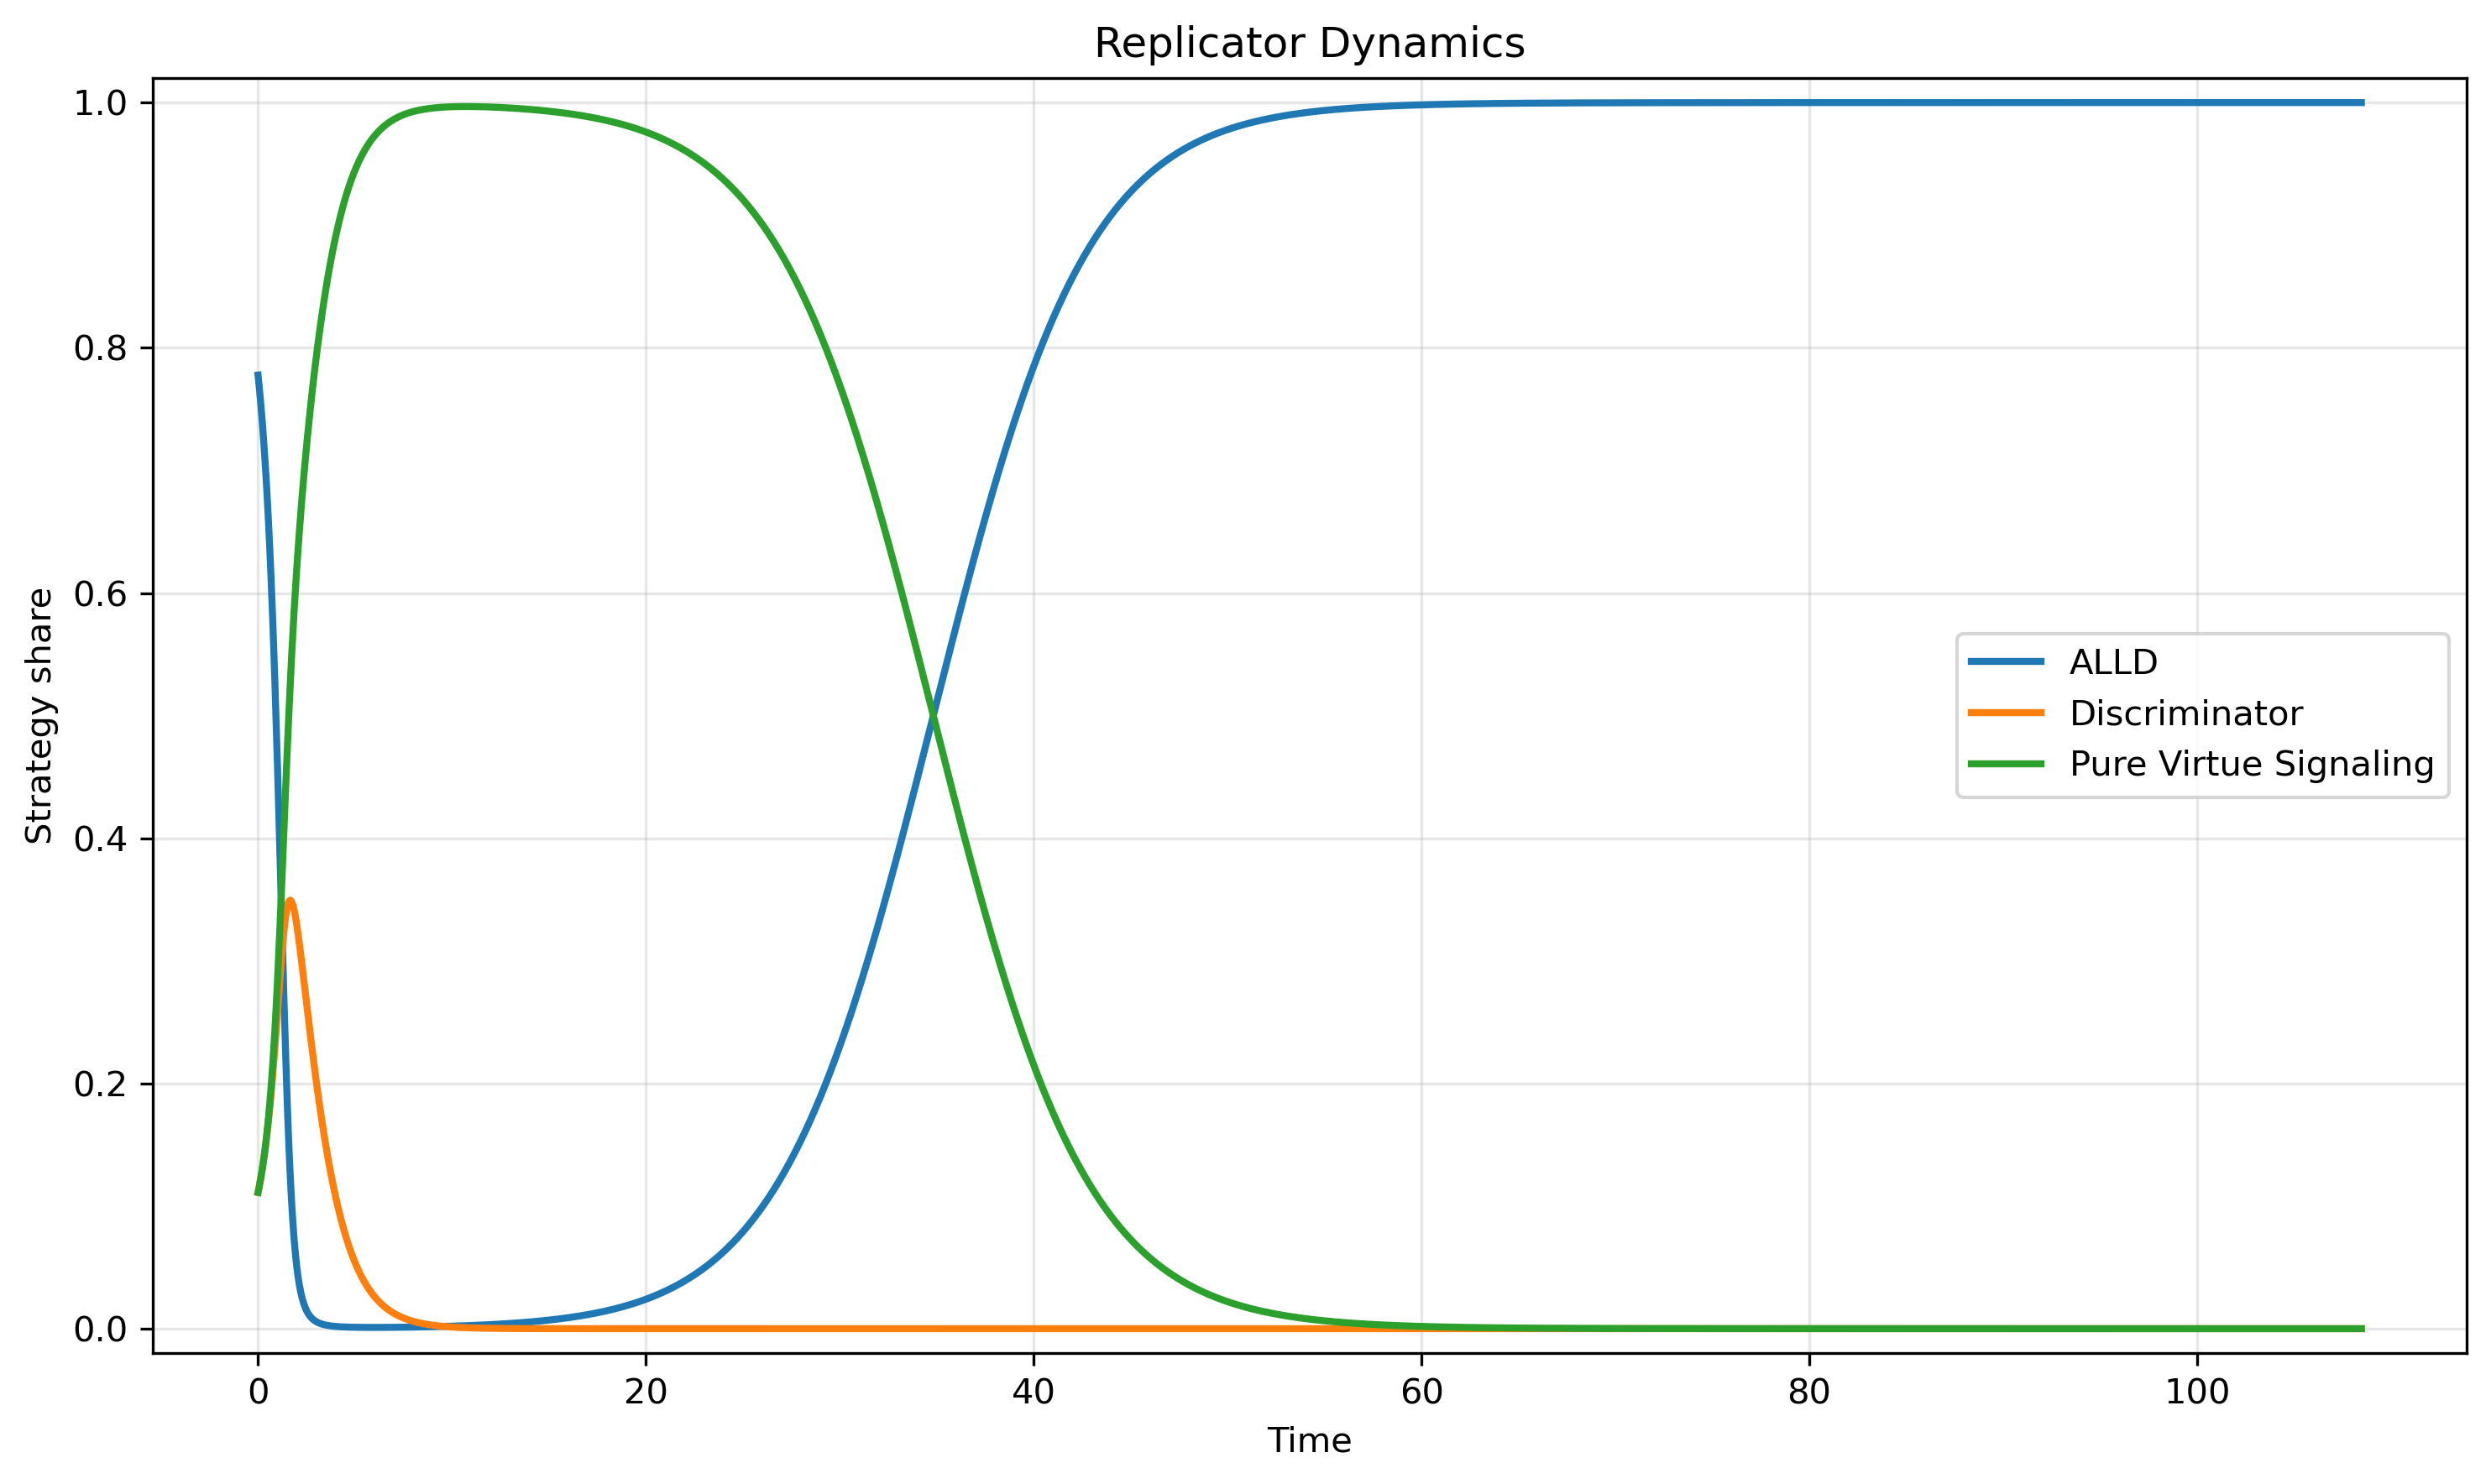 Replicator Dynamics
1.0
0.8
0.6
0.4
0.2
0.0
Strategy share
ALLD
Discriminator
Pure Virtue Signaling
0
20
40
60
80
100
Time